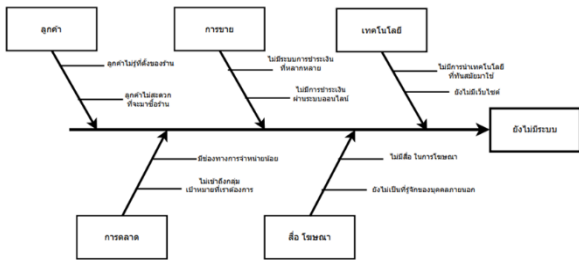 ลูกค้า
การขาย
เทคโนโลยี
ลูกค้าไม่รู้ที่ตั้งของร้าน
ลูกค้าไม่สะดวก
ที่จะมาซื้อร้าน
ไม่มีระบบการชำระเงิน
ที่หลากหลาย
ไม่มีการชำระเงิน
ผ่านระบบออนไลน์
ไม่มีการนำเทคโนโลยี
ที่ทันสมัยมาใช้
ยังไม่มีเว็บไซต์
ยังไม่มีระบบ
มีช่องทางการจำหน่ายน้อย
ไม่เข้าถึงกลุ่ม
เป้าหมายที่เราต้องการ
ไม่มีสื่อ ในการโฆษณา
ยังไม่เป็นที่รู้จักของบุคคลภายนอก
การตลาด
สื่อ โฆษณา